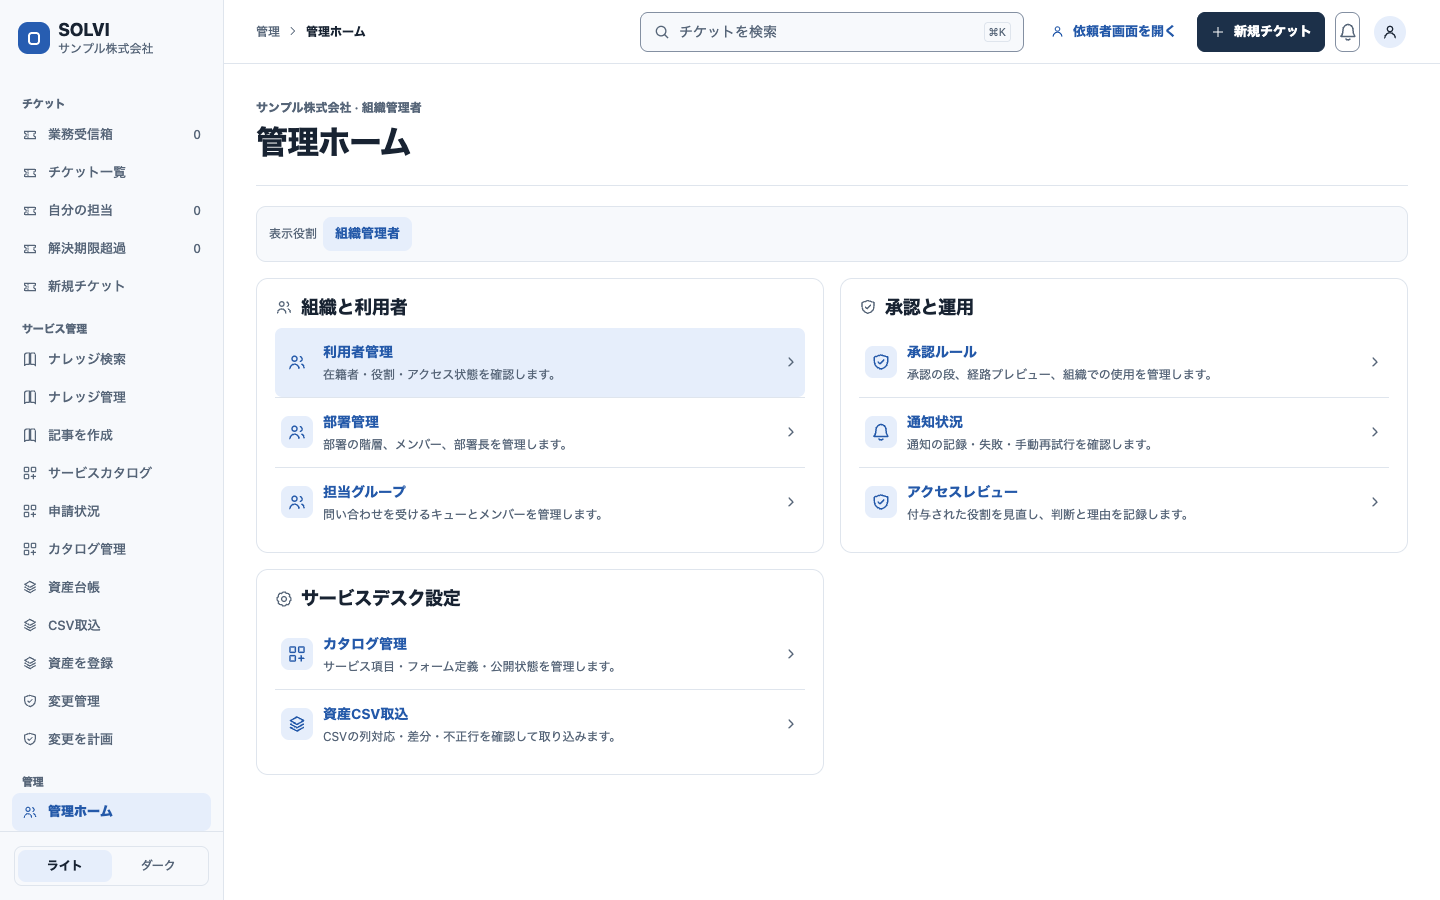 SOLVI
サンプル株式会社
チケット
業務受信箱 0
チケット一覧
自分の担当 0
解決期限超過 0
新規チケット
サービス管理
ナレッジ検索
ナレッジ管理
記事を作成
サービスカタログ
申請状況
カタログ管理
資産台帳
CSV取込
資産を登録
変更管理
変更を計画
管理
管理ホーム
ライト ダーク
管理 > 管理ホーム
チケットを検索 ⌘K
依頼者画面を開く
+ 新規チケット
サンプル株式会社 · 組織管理者
管理ホーム
表示役割 組織管理者
組織と利用者
利用者管理
在籍者・役割・アクセス状態を確認します。
部署管理
部署の階層、メンバー、部署長を管理します。
担当グループ
問い合わせを受けるキューとメンバーを管理します。
承認と運用
承認ルール
承認の段、経路プレビュー、組織での使用を管理します。
通知状況
通知の記録・失敗・手動再試行を確認します。
アクセスレビュー
付与された役割を見直し、判断と理由を記録します。
サービスデスク設定
カタログ管理
サービス項目・フォーム定義・公開状態を管理します。
資産CSV取込
CSVの列対応・差分・不正行を確認して取り込みます。